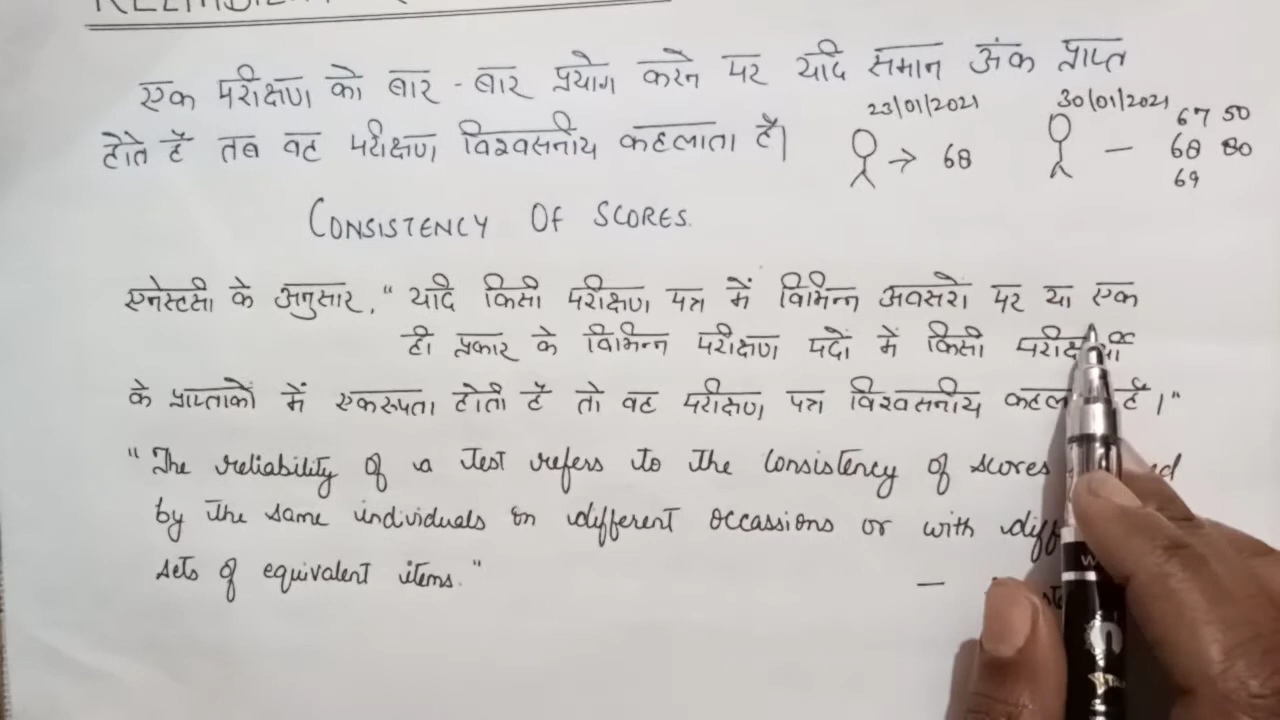 एक परीक्षण को बार - बार प्रयोग करने पर यदि समान अंक प्राप्त
होते हैं तब वह परीक्षण विश्वसनीय कहलाता है।
23/01/2021
→ 68
30/01/2021
— 67 50
68 80
69
CONSISTENCY OF SCORES.
एनेस्टसी के अनुसार, “ यदि किसी परीक्षण पत्र में विभिन्न अवसरों पर या एक
ही प्रकार के विभिन्न परीक्षण पदों में किसी
के प्राप्तांकों में एकरूपता होती है तो वह परीक्षण पत्र विश्वसनीय है।”
“ The reliability of a test refers to the consistency of scores
by the same individuals on different occassions or with
sets of equivalent items.”
—